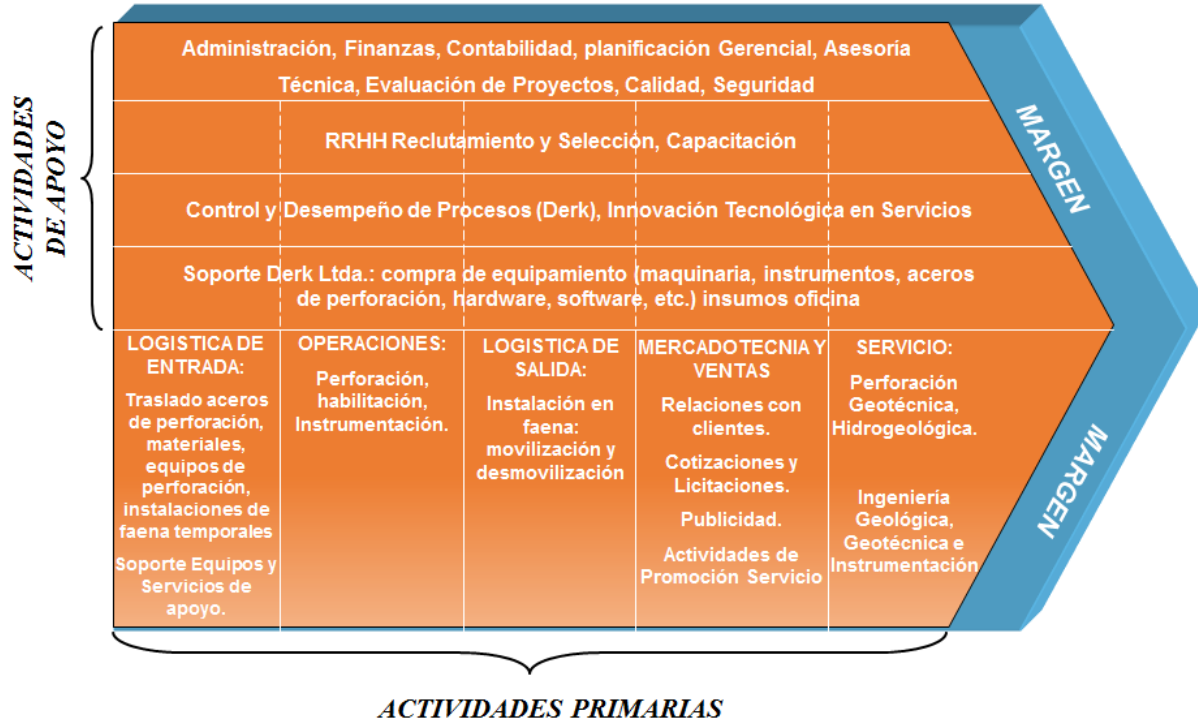 ACTIVIDADES
DE APOYO
Administración, Finanzas, Contabilidad, planificación Gerencial, Asesoría
Técnica, Evaluación de Proyectos, Calidad, Seguridad
RRHH Reclutamiento y Selección, Capacitación
Control y Desempeño de Procesos (Derk), Innovación Tecnológica en Servicios
Soporte Derk Ltda.: compra de equipamiento (maquinaria, instrumentos, aceros
de perforación, hardware, software, etc.) insumos oficina
MARGEN
MARGEN
LOGISTICA DE
ENTRADA:
Traslado aceros
de perforación,
materiales,
equipos de
perforación,
instalaciones de
faena temporales
Soporte Equipos y
Servicios de
apoyo.
OPERACIONES:
Perforación,
habilitación,
Instrumentación.
LOGISTICA DE
SALIDA:
Instalación en
faena:
movilización y
desmovilización
MERCADOTECNIA Y
VENTAS
Relaciones con
clientes.
Cotizaciones y
Licitaciones.
Publicidad.
Actividades de
Promoción Servicio
SERVICIO:
Perforación
Geotécnica,
Hidrogeológica.
Ingeniería
Geológica,
Geotécnica e
Instrumentación
ACTIVIDADES PRIMARIAS